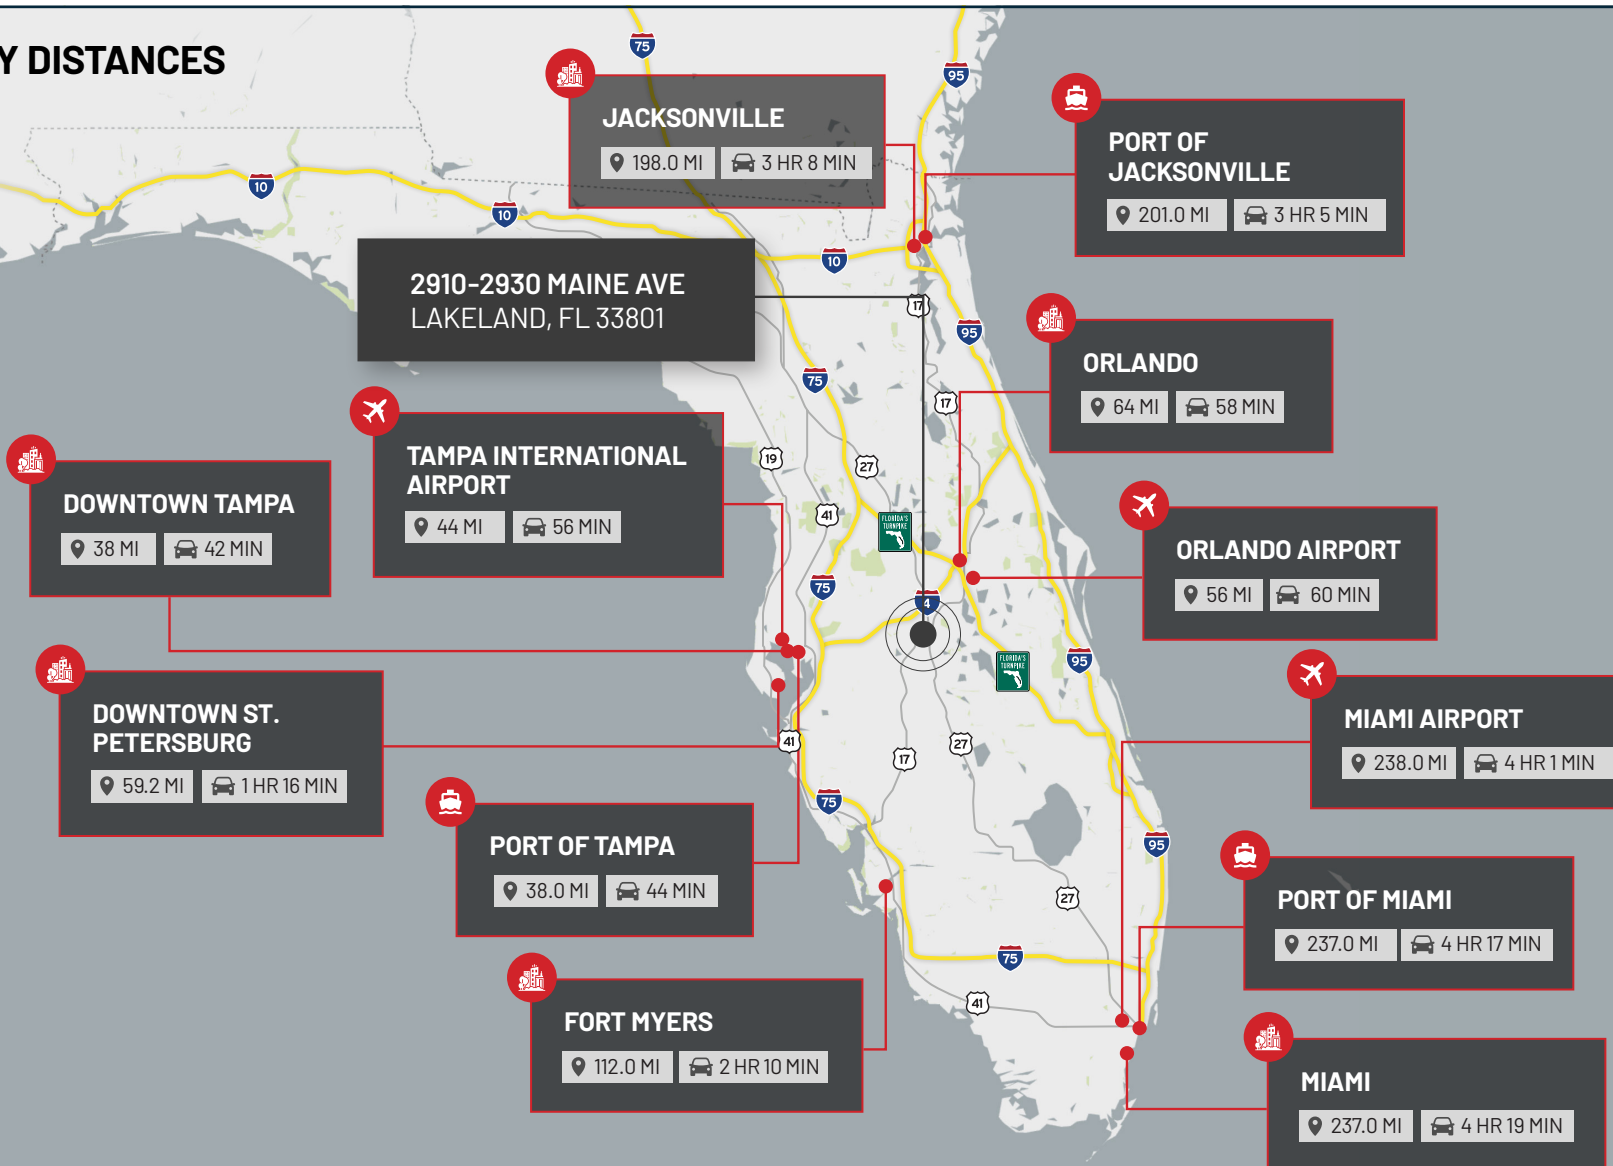 Y DISTANCES
75
95
JACKSONVILLE
198.0 MI
3 HR 8 MIN
PORT OF
JACKSONVILLE
201.0 MI
3 HR 5 MIN
10
10
10
2910-2930 MAINE AVE
LAKELAND, FL 33801
17
95
ORLANDO
64 MI
58 MIN
75
17
TAMPA INTERNATIONAL
AIRPORT
44 MI
56 MIN
19
27
41
DOWNTOWN TAMPA
38 MI
42 MIN
FLORIDA'S
TURNPIKE
ORLANDO AIRPORT
56 MI
60 MIN
75
4
FLORIDA'S
TURNPIKE
95
DOWNTOWN ST.
PETERSBURG
59.2 MI
1 HR 16 MIN
41
17
27
MIAMI AIRPORT
238.0 MI
4 HR 1 MIN
75
PORT OF TAMPA
38.0 MI
44 MIN
95
27
PORT OF MIAMI
237.0 MI
4 HR 17 MIN
75
41
FORT MYERS
112.0 MI
2 HR 10 MIN
MIAMI
237.0 MI
4 HR 19 MIN